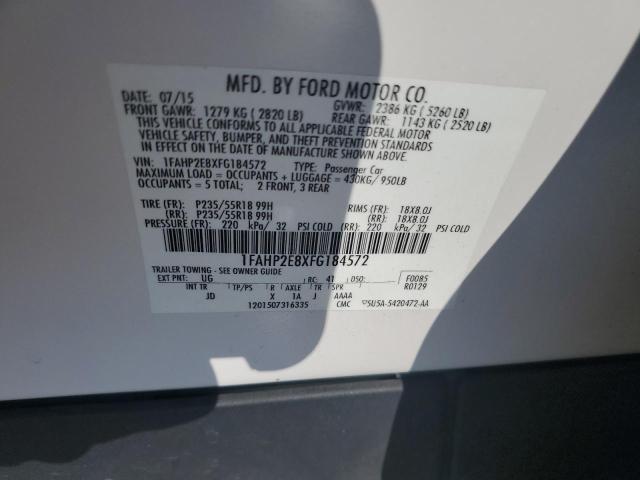 MFD. BY FORD MOTOR CO.
DATE: 07/15 GVWR: 2386 KG ( 5260 LB)
FRONT GAWR: 1279 KG ( 2820 LB) REAR GAWR: 1143 KG ( 2520 LB)
THIS VEHICLE CONFORMS TO ALL APPLICABLE FEDERAL MOTOR
VEHICLE SAFETY, BUMPER, AND THEFT PREVENTION STANDARDS
IN EFFECT ON THE DATE OF MANUFACTURE SHOWN ABOVE.
VIN: 1FAHP2E8XFG184572 TYPE: Passenger Car
MAXIMUM LOAD = OCCUPANTS + LUGGAGE = 430KG/ 950LB
OCCUPANTS = 5 TOTAL; 2 FRONT, 3 REAR
TIRE (FR): P235/55R18 99H RIMS (FR): 18X8.0J
(RR): P235/55R18 99H (RR): 18X8.0J
PRESSURE (FR): 220 kPa/ 32 PSI COLD (RR): 220 kPa/ 32 PSI COLD
1FAHP2E8XFG184572
TRAILER TOWING - SEE OWNER GUIDE
EXT PNT: UG RC: 41 DSO: F0085
INT TR TP/PS R AXLE TR SPR R0129
JD X 1A J AAAA
1201507316335 CMC 5U5A-5420472-AA